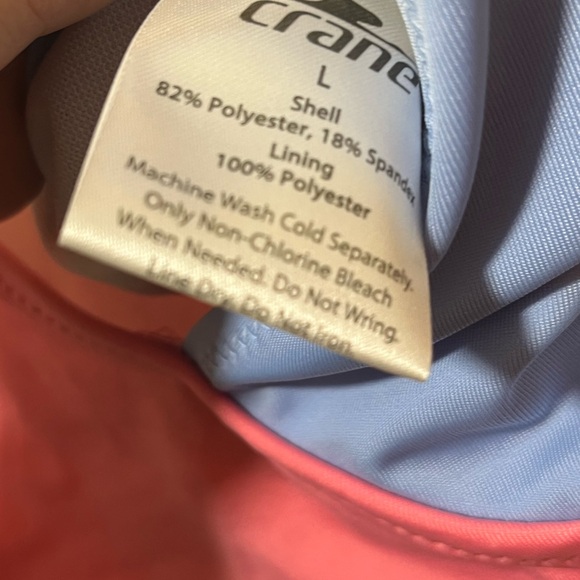 crane
L
Shell
82% Polyester, 18% Spandex
Lining
100% Polyester
Machine Wash Cold Separately.
Only Non-Chlorine Bleach
When Needed. Do Not Wring.
Line Dry. Do Not Iron.